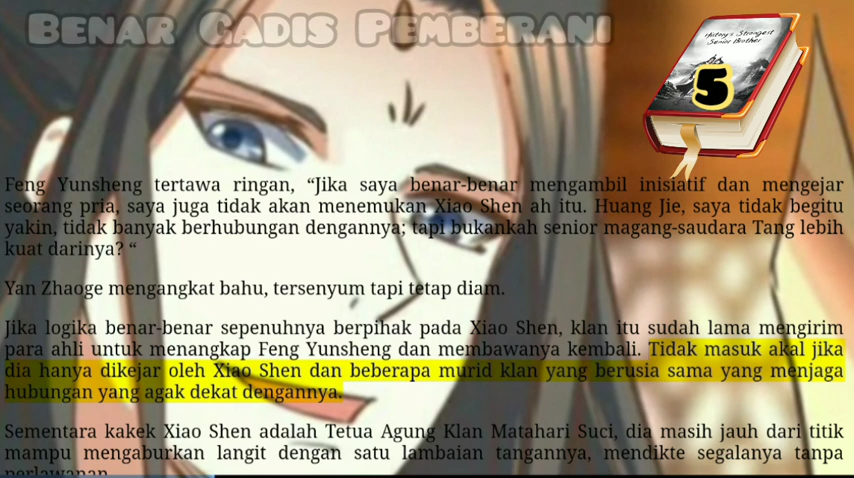 Benar Gadis Pemberani
History's Strongest
Senior Brother
5
Feng Yunsheng tertawa ringan, “Jika saya benar-benar mengambil inisiatif dan mengejar
seorang pria, saya juga tidak akan menemukan Xiao Shen ah itu. Huang Jie, saya tidak begitu
yakin, tidak banyak berhubungan dengannya; tapi bukankah senior magang-saudara Tang lebih
kuat darinya? “
Yan Zhaoge mengangkat bahu, tersenyum tapi tetap diam.
Jika logika benar-benar sepenuhnya berpihak pada Xiao Shen, klan itu sudah lama mengirim
para ahli untuk menangkap Feng Yunsheng dan membawanya kembali. Tidak masuk akal jika
dia hanya dikejar oleh Xiao Shen dan beberapa murid klan yang berusia sama yang menjaga
hubungan yang agak dekat dengannya.
Sementara kakek Xiao Shen adalah Tetua Agung Klan Matahari Suci, dia masih jauh dari titik
mampu mengaburkan langit dengan satu lambaian tangannya, mendikte segalanya tanpa
perlawanan